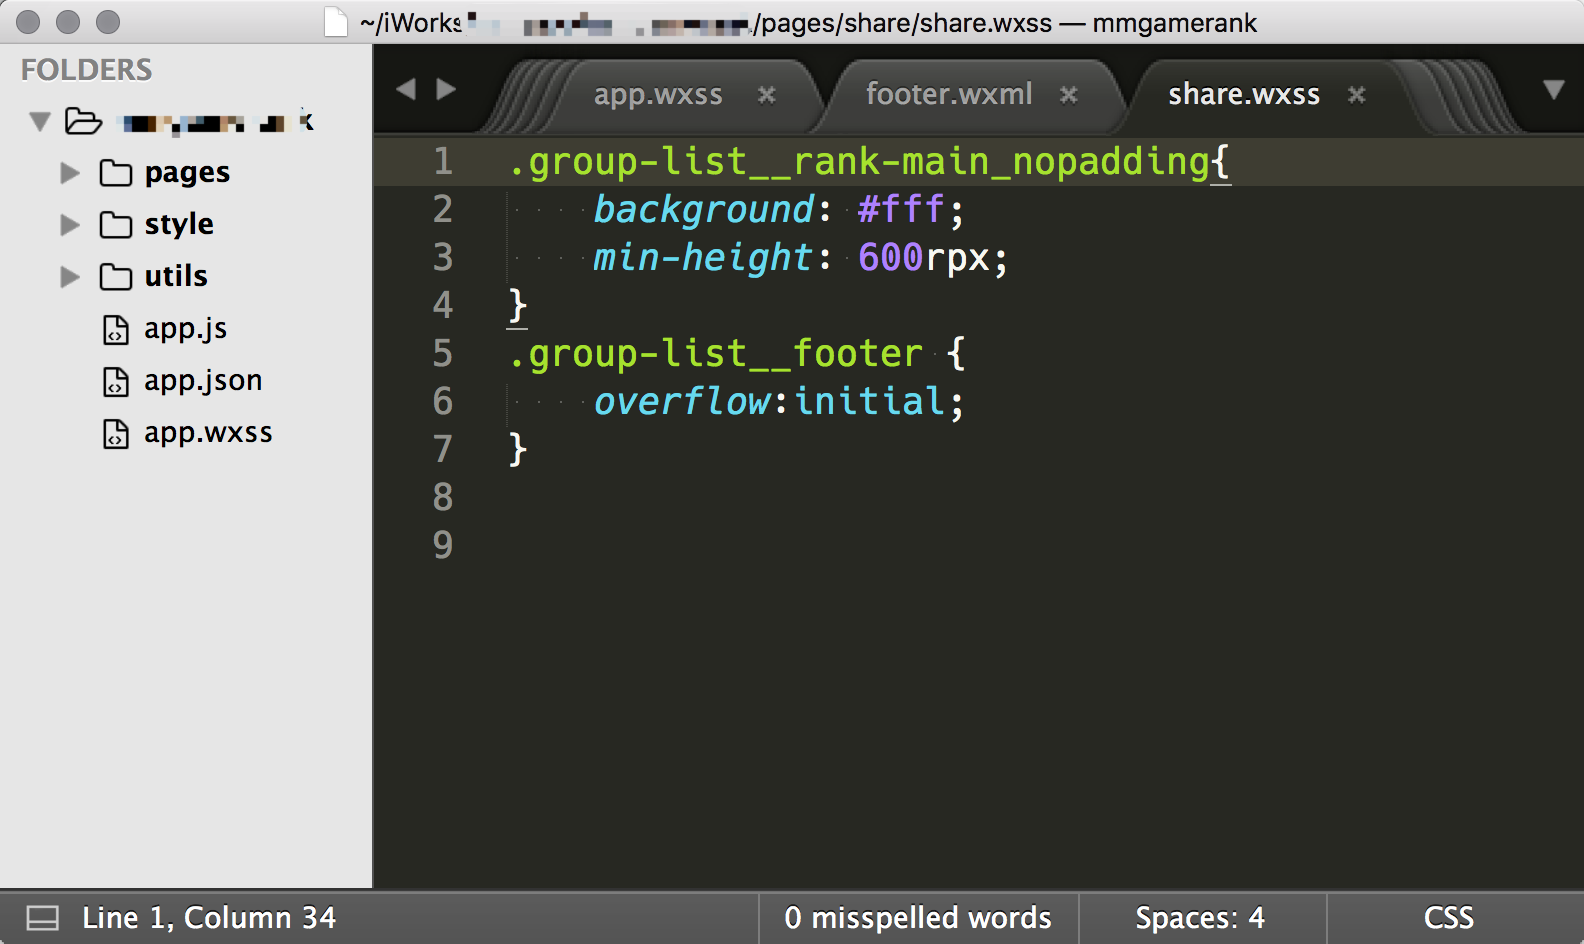 ~/iWorks /pages/share/share.wxss — mmgamerank
FOLDERS
pages
style
utils
app.js
app.json
app.wxss
app.wxss × footer.wxml × share.wxss ×
1 .group-list__rank-main_nopadding{
2     background: #fff;
3     min-height: 600rpx;
4 }
5 .group-list__footer {
6     overflow:initial;
7 }
8
9
Line 1, Column 34 0 misspelled words Spaces: 4 CSS